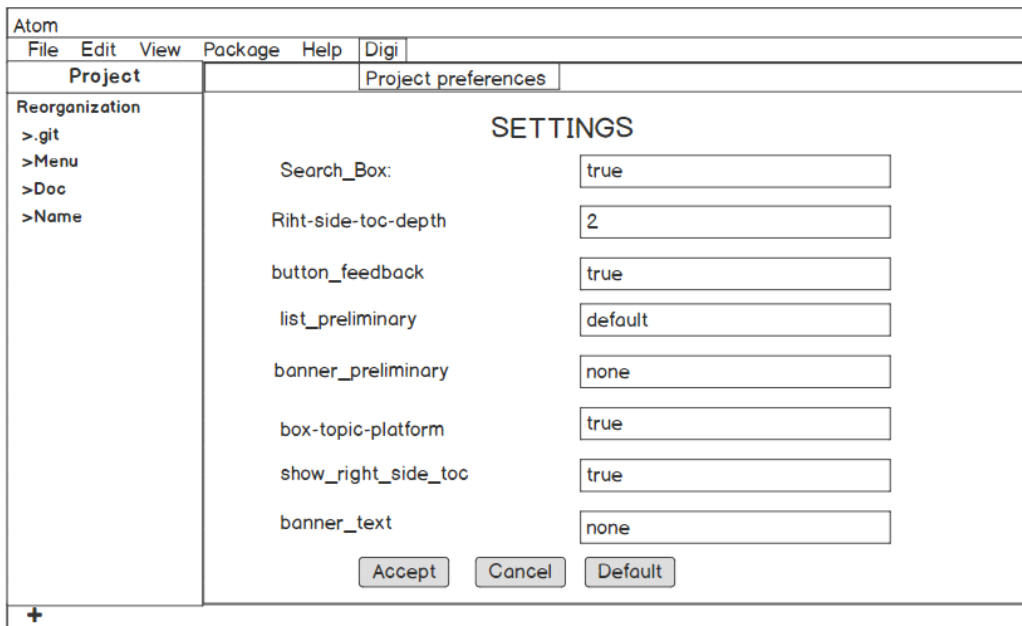 Atom
File Edit View Package Help Digi
Project
Project preferences
Reorganization
>.git
>Menu
>Doc
>Name
SETTINGS
Search_Box: true
Riht-side-toc-depth 2
button_feedback true
list_preliminary default
banner_preliminary none
box-topic-platform true
show_right_side_toc true
banner_text none
Accept Cancel Default
+